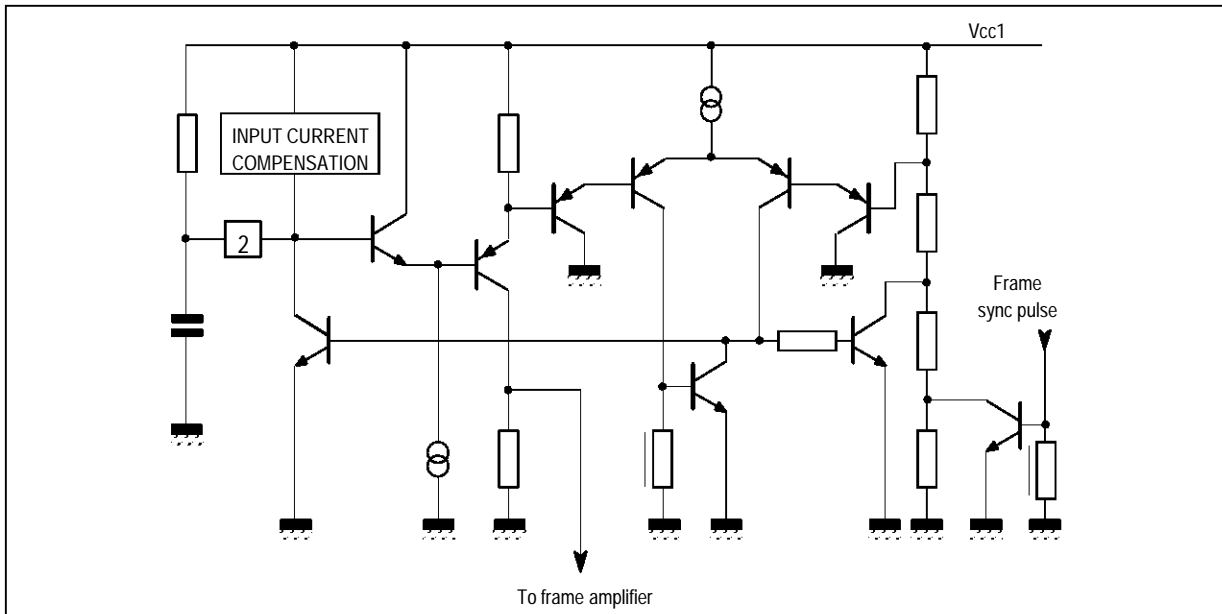 Vcc1
INPUT CURRENT
COMPENSATION
2
Frame
sync pulse
To frame amplifier